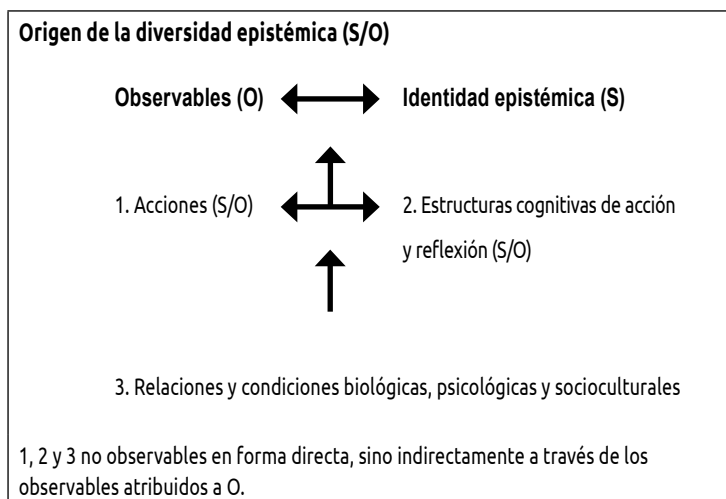 Origen de la diversidad epistémica (S/O)
Observables (O) Identidad epistémica (S)
1. Acciones (S/O) 2. Estructuras cognitivas de acción
y reflexión (S/O)
3. Relaciones y condiciones biológicas, psicológicas y socioculturales
1, 2 y 3 no observables en forma directa, sino indirectamente a través de los
observables atribuidos a O.